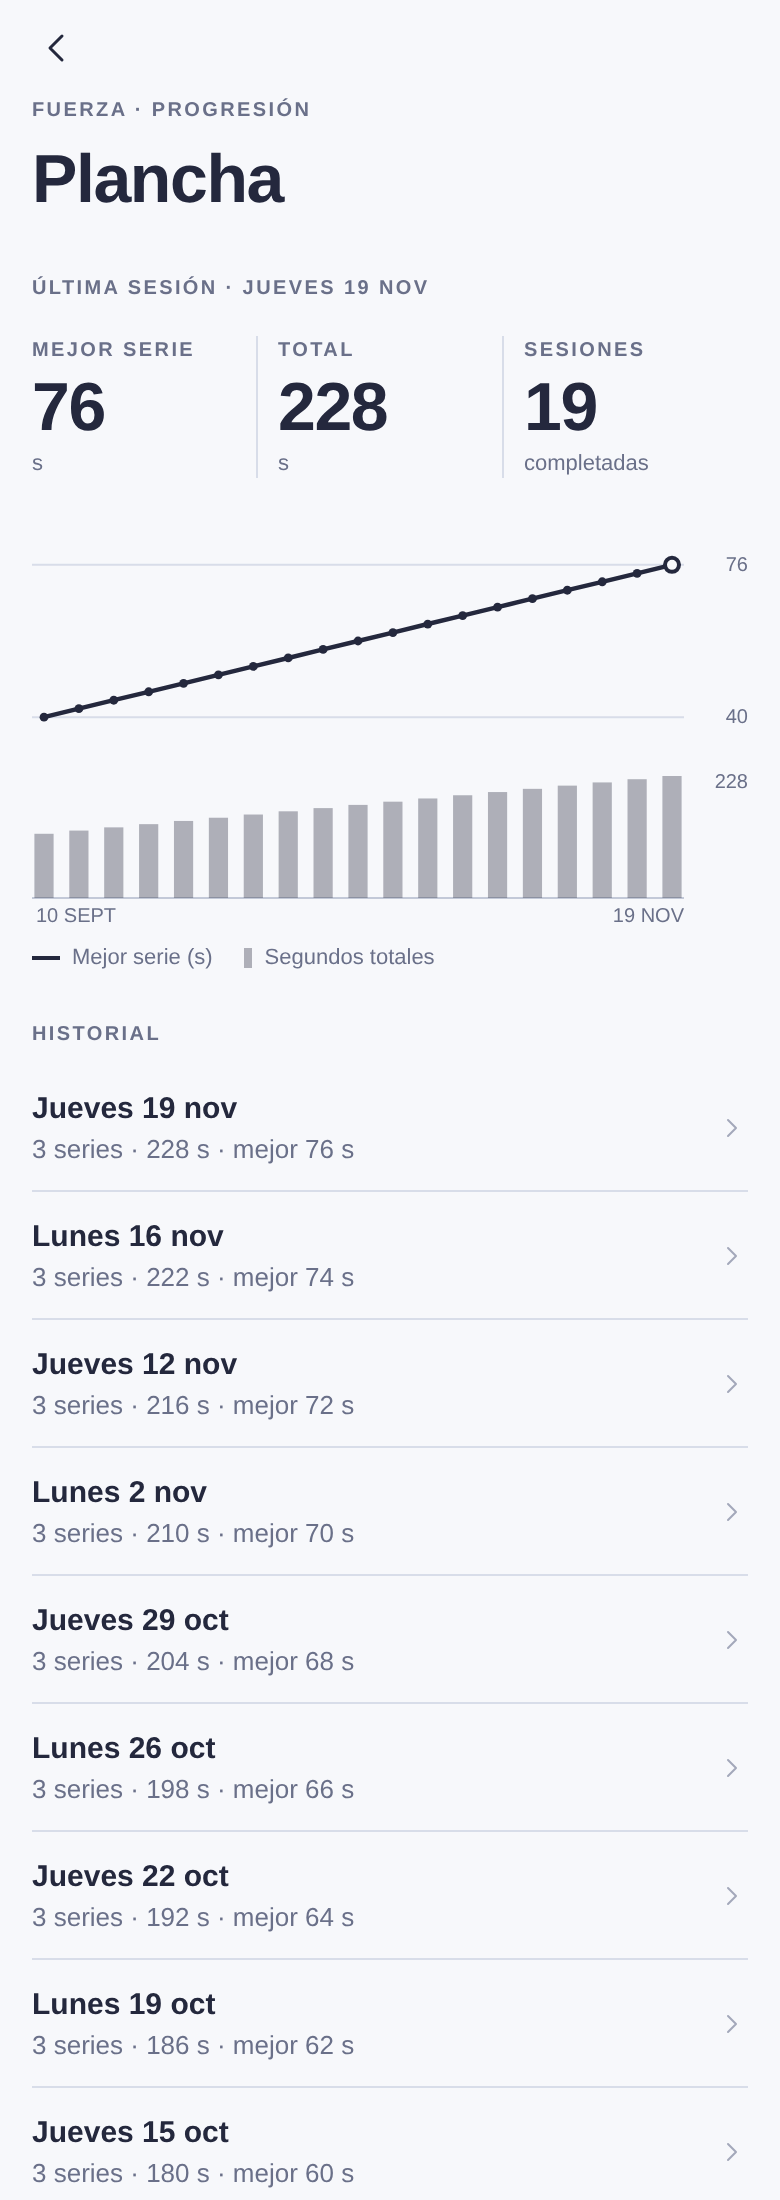 FUERZA · PROGRESIÓN
Plancha
ÚLTIMA SESIÓN · JUEVES 19 NOV
MEJOR SERIE
76
s
TOTAL
228
s
SESIONES
19
completadas
76
40
228
10 SEPT
19 NOV
Mejor serie (s)
Segundos totales
HISTORIAL
Jueves 19 nov
3 series · 228 s · mejor 76 s
Lunes 16 nov
3 series · 222 s · mejor 74 s
Jueves 12 nov
3 series · 216 s · mejor 72 s
Lunes 2 nov
3 series · 210 s · mejor 70 s
Jueves 29 oct
3 series · 204 s · mejor 68 s
Lunes 26 oct
3 series · 198 s · mejor 66 s
Jueves 22 oct
3 series · 192 s · mejor 64 s
Lunes 19 oct
3 series · 186 s · mejor 62 s
Jueves 15 oct
3 series · 180 s · mejor 60 s